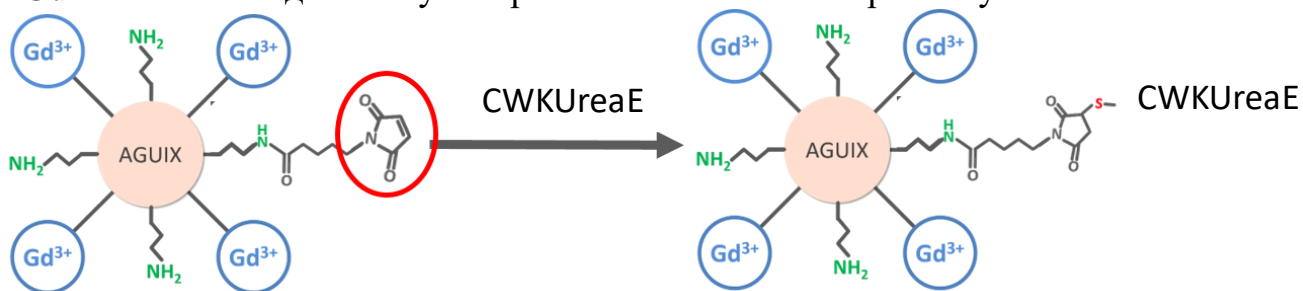 NH₂
Gd³⁺
Gd³⁺
NH₂
Gd³⁺
Gd³⁺
CWKUreaE
CWKUreaE
O
O
S
H
N
H
N
N
N
NH₂
AGUIX
NH₂
AGUIX
O
O
O
O
Gd³⁺
Gd³⁺
NH₂
Gd³⁺
Gd³⁺
NH₂